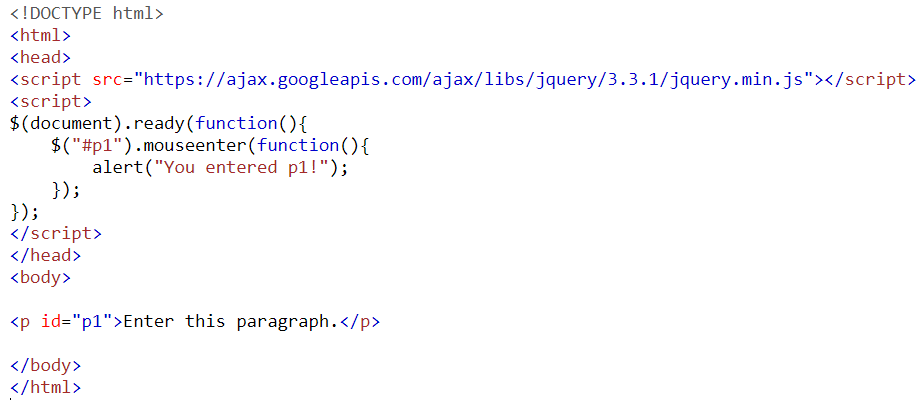 <!DOCTYPE html>
<html>
<head>
<script src="https://ajax.googleapis.com/ajax/libs/jquery/3.3.1/jquery.min.js"></script>
<script>
$(document).ready(function(){
    $("#p1").mouseenter(function(){
        alert("You entered p1!");
    });
});
</script>
</head>
<body>

<p id="p1">Enter this paragraph.</p>

</body>
</html>